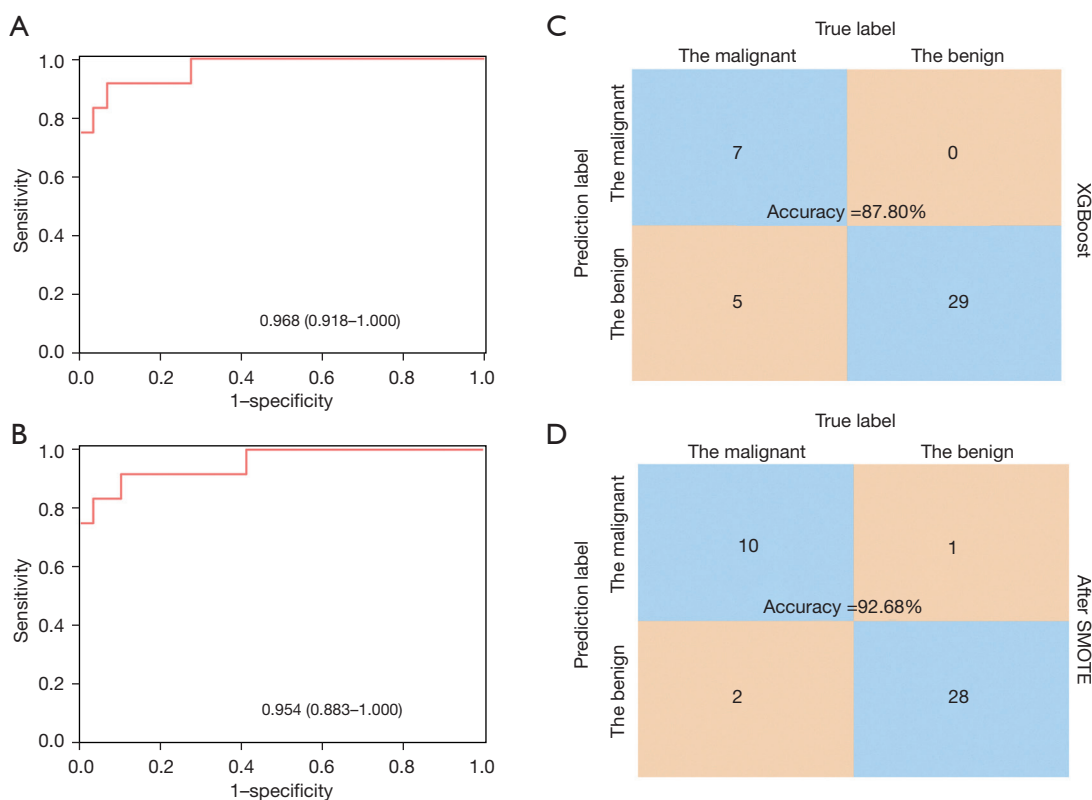 A
1.0
0.8
0.6
0.4
0.2
0.0
Sensitivity
0.968 (0.918–1.000)
0.0 0.2 0.4 0.6 0.8 1.0
1–specificity
C
True label
The malignant The benign
Prediction label
The malignant
The benign
7 0
Accuracy =87.80%
5 29
XGBoost
B
1.0
0.8
0.6
0.4
0.2
0.0
Sensitivity
0.954 (0.883–1.000)
0.0 0.2 0.4 0.6 0.8 1.0
1–specificity
D
True label
The malignant The benign
Prediction label
The malignant
The benign
10 1
Accuracy =92.68%
2 28
After SMOTE